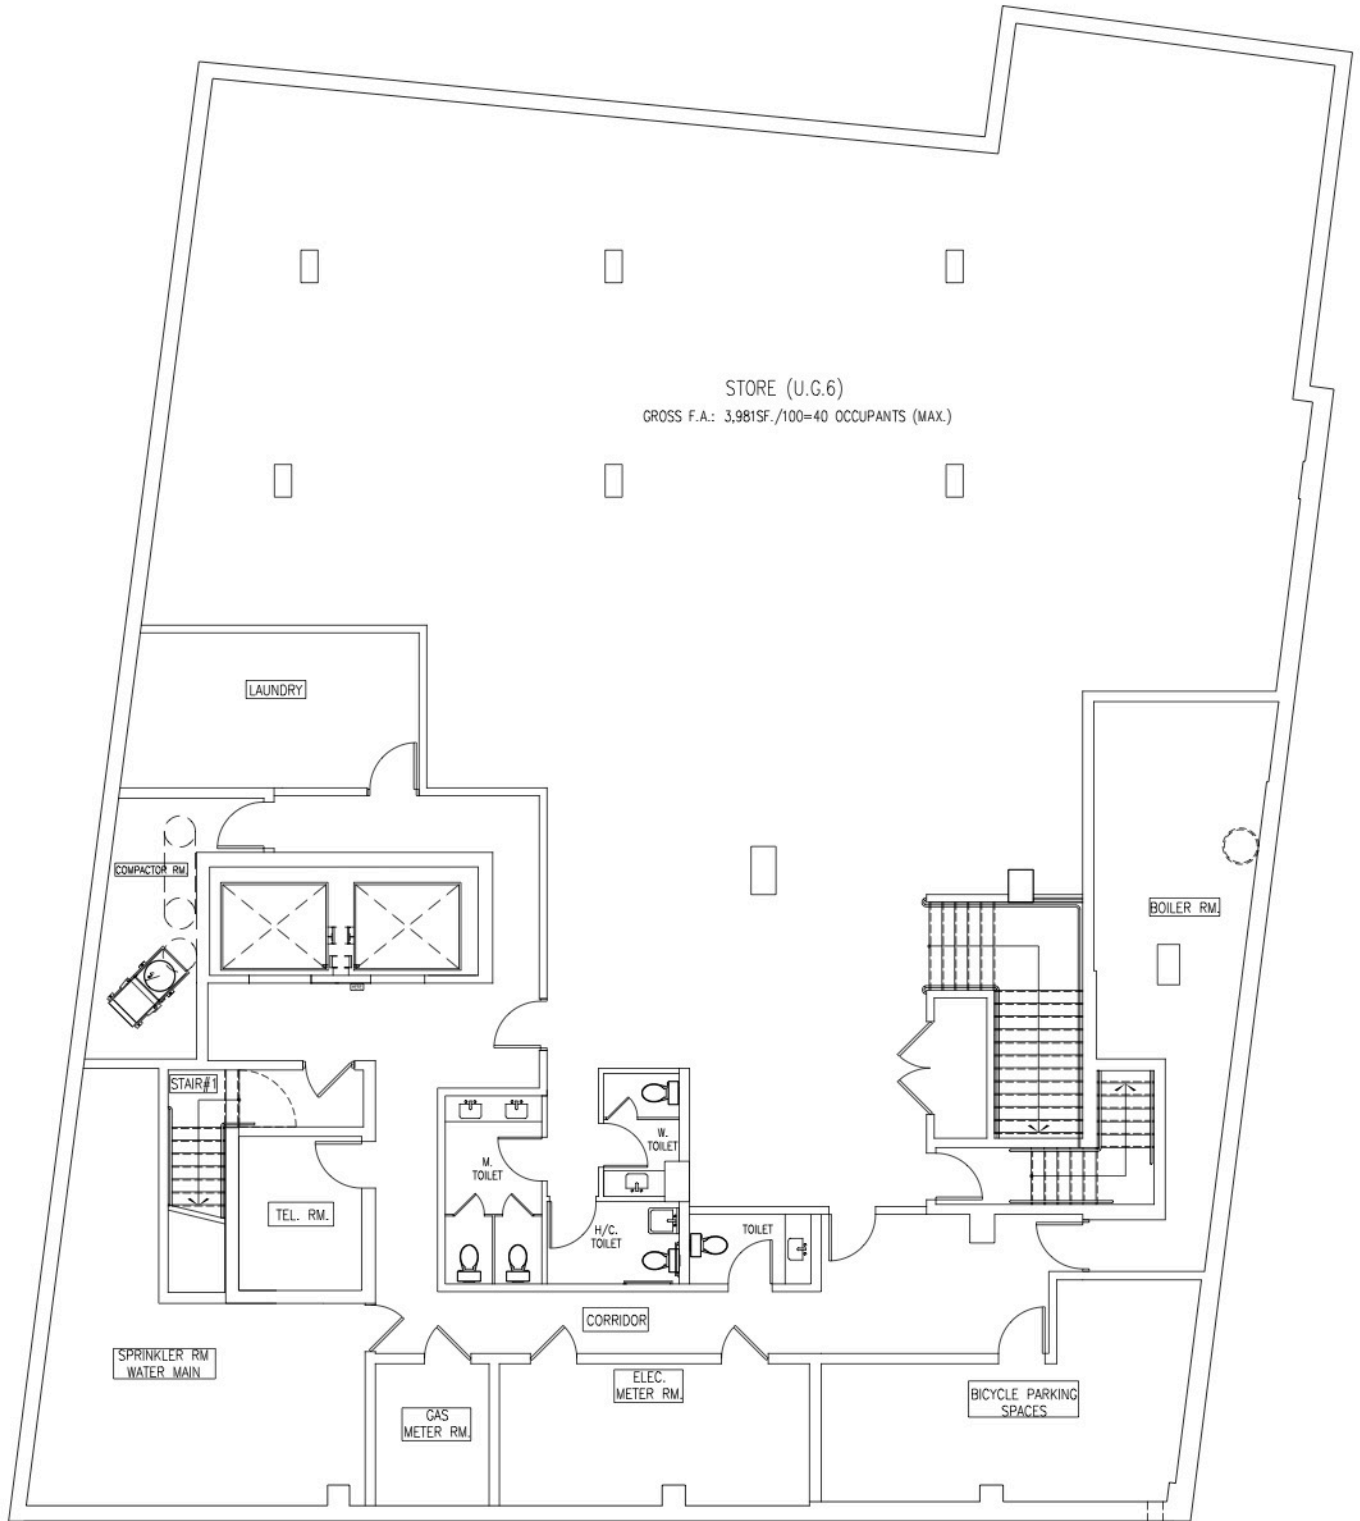 STORE (U.G.6)
GROSS F.A.: 3,981SF./100=40 OCCUPANTS (MAX.)
LAUNDRY
COMPACTOR RM.
BOILER RM.
STAIR#1
W.
TOILET
M.
TOILET
TEL. RM.
H/C.
TOILET
TOILET
CORRIDOR
SPRINKLER RM
WATER MAIN
ELEC.
METER RM.
BICYCLE PARKING
SPACES
GAS
METER RM.